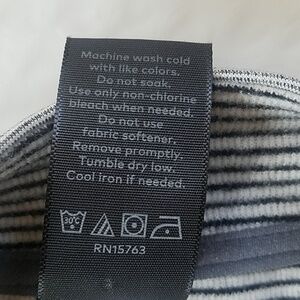 Machine wash cold
with like colors.
Do not soak.
Use only non-chlorine
bleach when needed.
Do not use
fabric softener.
Remove promptly.
Tumble dry low.
Cool iron if needed.
30°C
RN15763